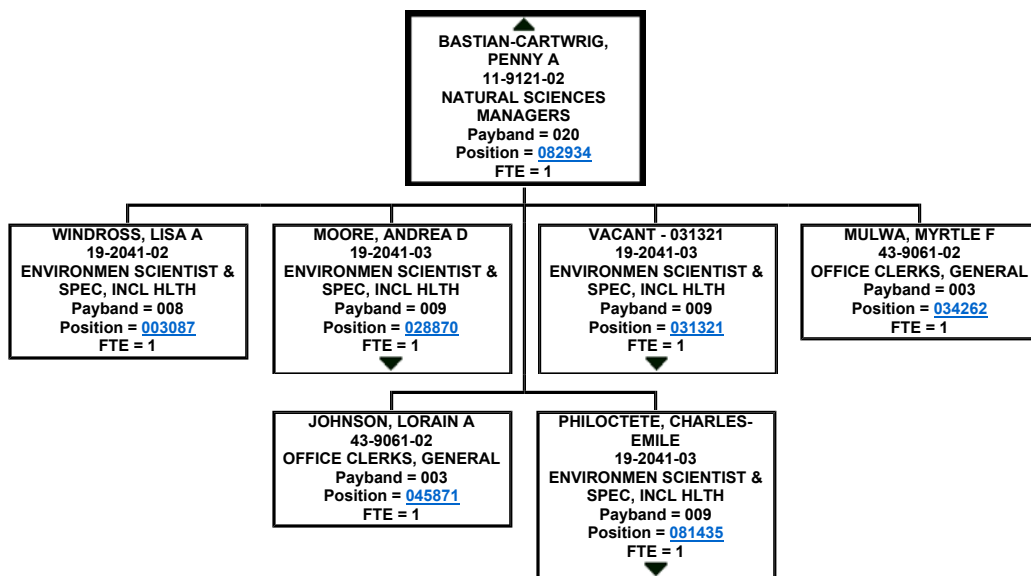 BASTIAN-CARTWRIG,
PENNY A
11-9121-02
NATURAL SCIENCES
MANAGERS
Payband = 020
Position = 082934
FTE = 1
WINDROSS, LISA A
19-2041-02
ENVIRONMEN SCIENTIST &
SPEC, INCL HLTH
Payband = 008
Position = 003087
FTE = 1
MOORE, ANDREA D
19-2041-03
ENVIRONMEN SCIENTIST &
SPEC, INCL HLTH
Payband = 009
Position = 028870
FTE = 1
VACANT - 031321
19-2041-03
ENVIRONMEN SCIENTIST &
SPEC, INCL HLTH
Payband = 009
Position = 031321
FTE = 1
MULWA, MYRTLE F
43-9061-02
OFFICE CLERKS, GENERAL
Payband = 003
Position = 034262
FTE = 1
JOHNSON, LORAIN A
43-9061-02
OFFICE CLERKS, GENERAL
Payband = 003
Position = 045871
FTE = 1
PHILOCTETE, CHARLES-
EMILE
19-2041-03
ENVIRONMEN SCIENTIST &
SPEC, INCL HLTH
Payband = 009
Position = 081435
FTE = 1